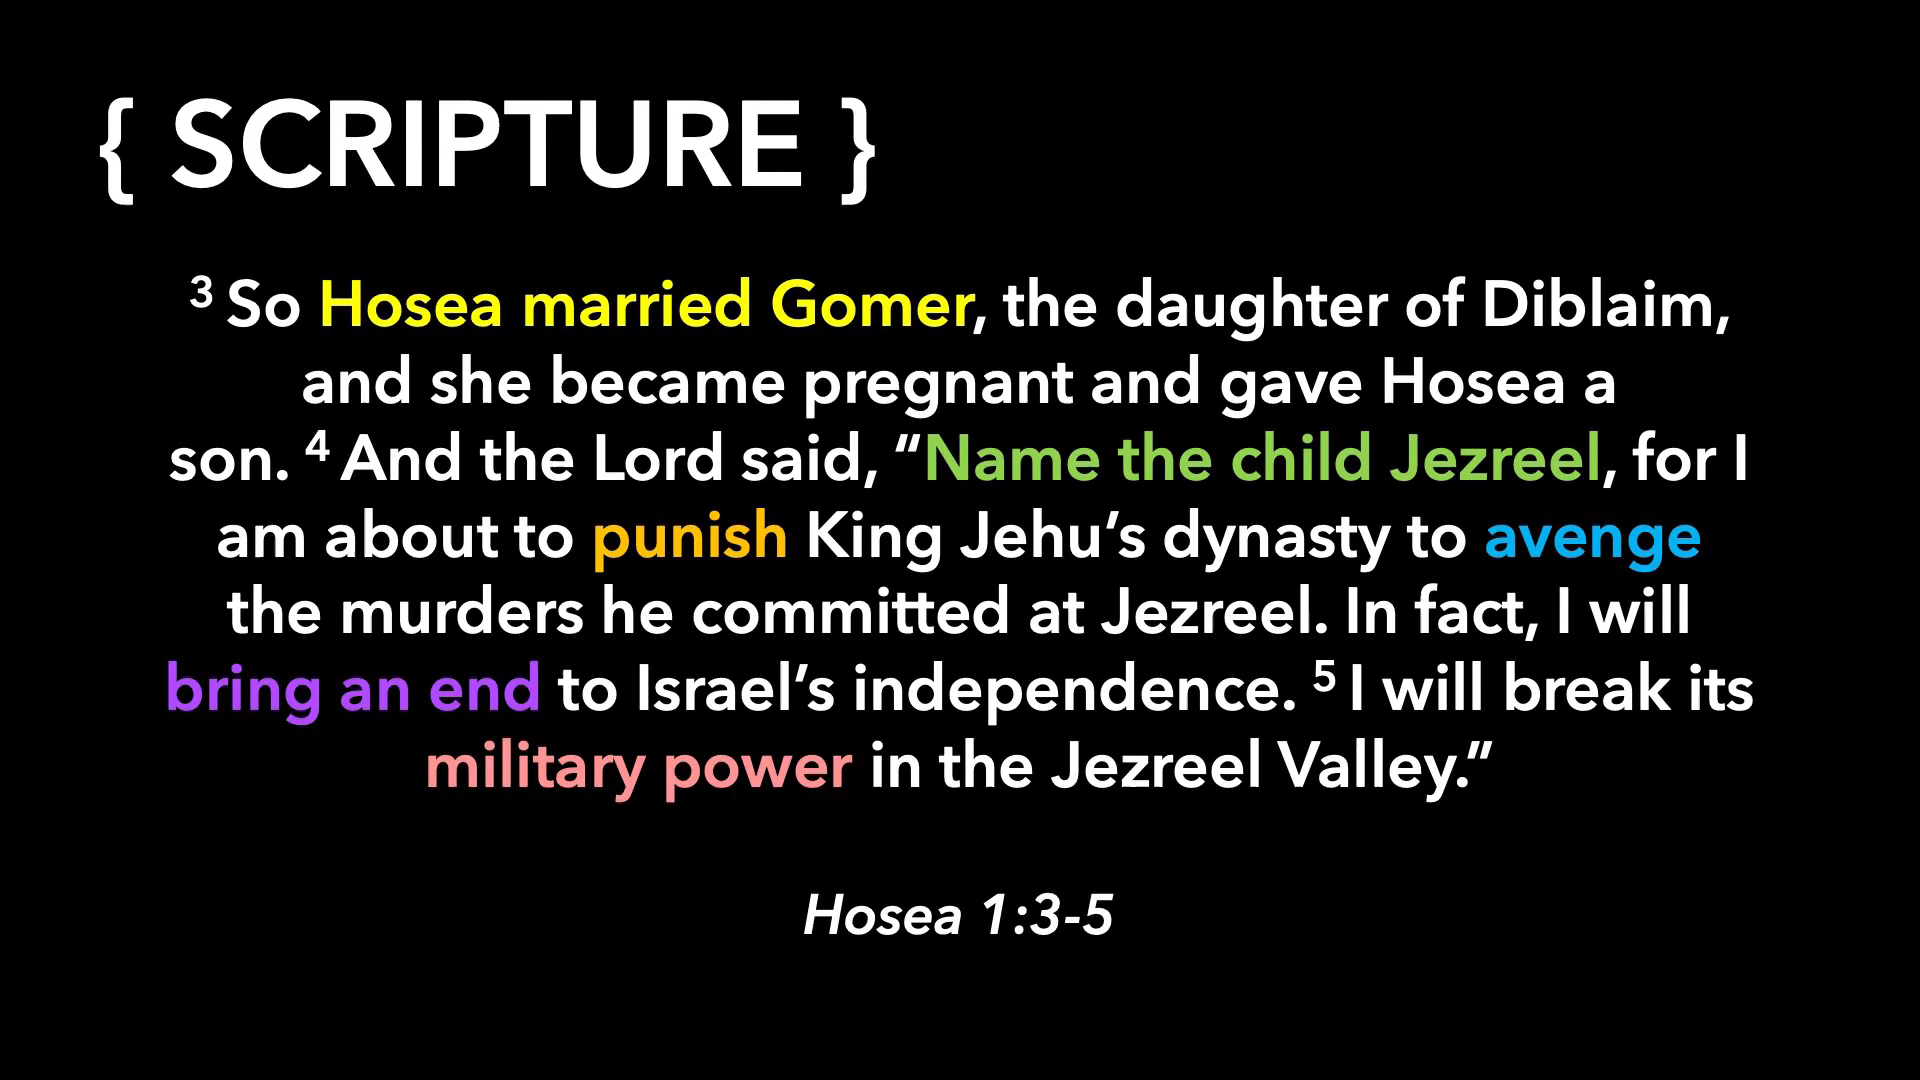 { SCRIPTURE }
³ So Hosea married Gomer, the daughter of Diblaim,
and she became pregnant and gave Hosea a
son. ⁴ And the Lord said, “Name the child Jezreel, for I
am about to punish King Jehu’s dynasty to avenge
the murders he committed at Jezreel. In fact, I will
bring an end to Israel’s independence. ⁵ I will break its
military power in the Jezreel Valley.”
Hosea 1:3-5